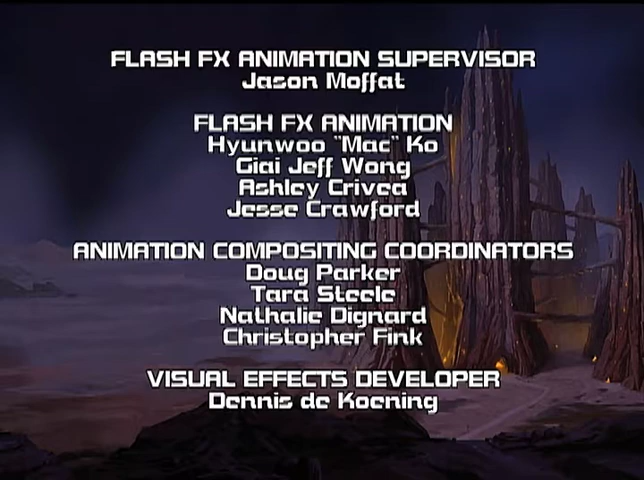 FLASH FX ANIMATION SUPERVISOR
Jason Moffat
FLASH FX ANIMATION
Hyunwoo "Mac" Ko
Giai Jeff Wong
Ashley Crivea
Jesse Crawford
ANIMATION COMPOSITING COORDINATORS
Doug Parker
Tara Steele
Nathalie Dignard
Christopher Fink
VISUAL EFFECTS DEVELOPER
Dennis de Koening